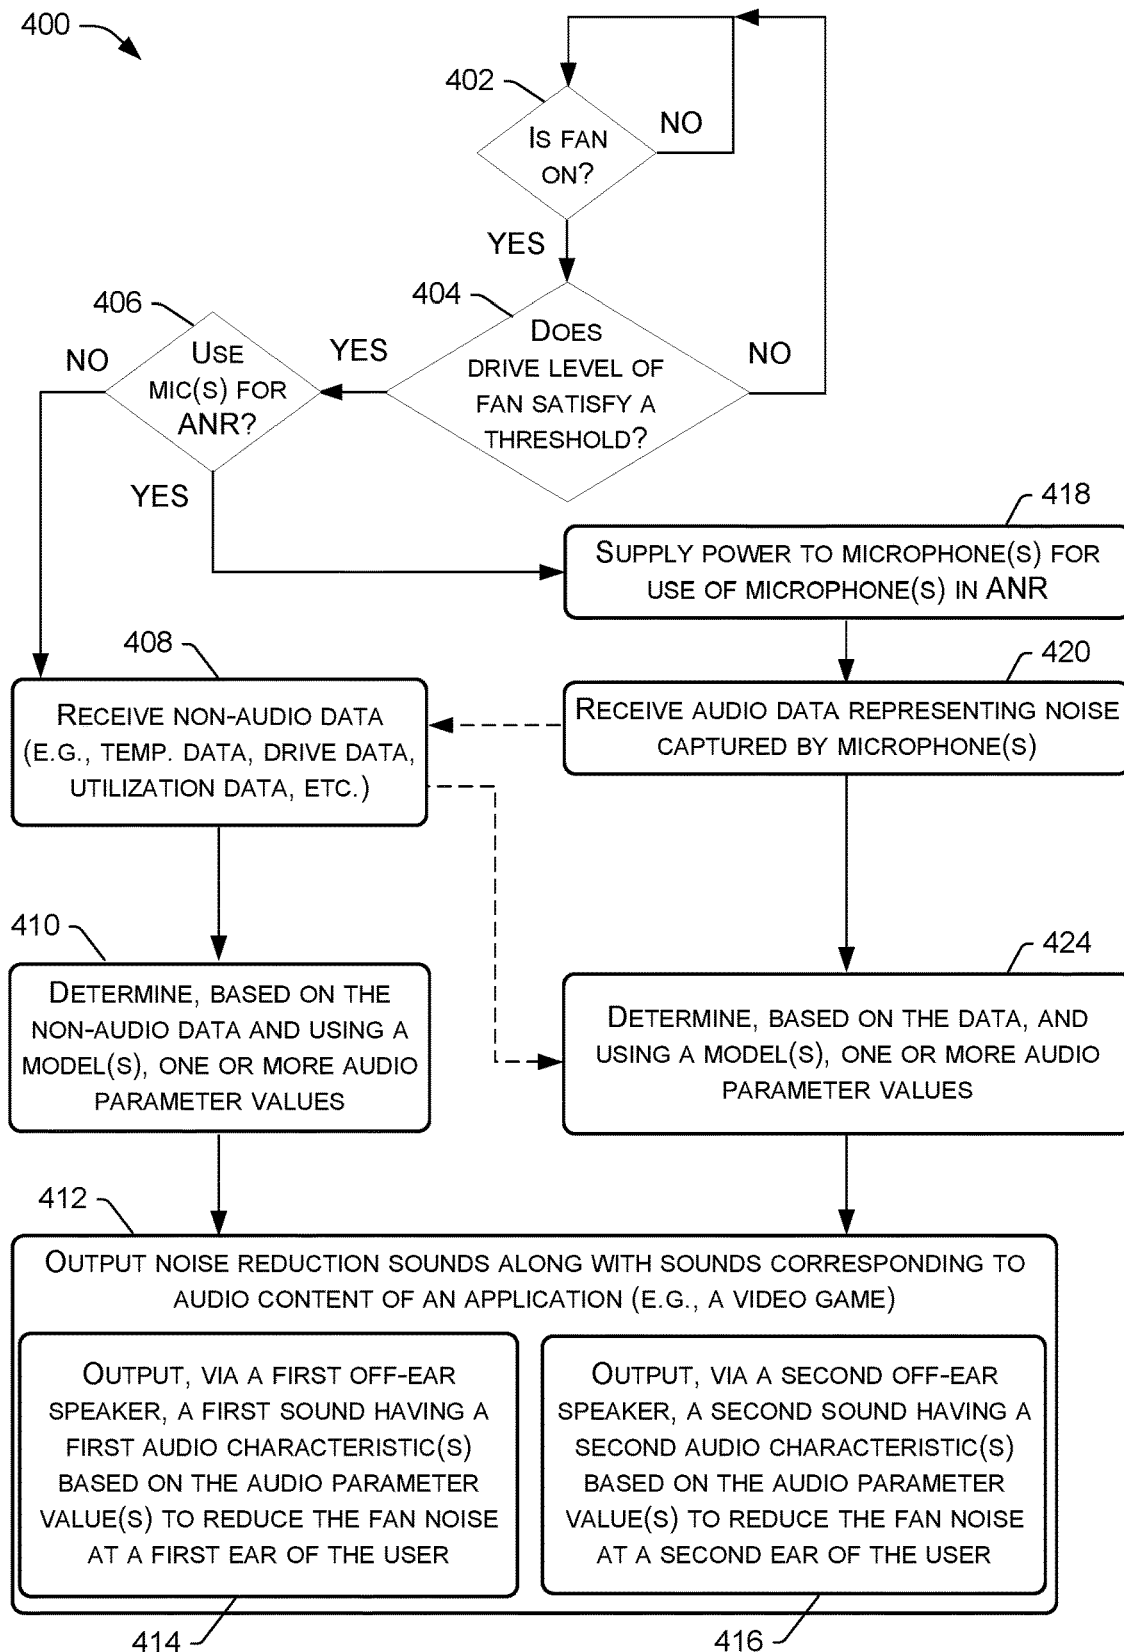 400
402
IS FAN
ON?
NO
YES
404
DOES
DRIVE LEVEL OF
FAN SATISFY A
THRESHOLD?
NO
YES
406
USE
MIC(S) FOR
ANR?
NO
YES
418
SUPPLY POWER TO MICROPHONE(S) FOR
USE OF MICROPHONE(S) IN ANR
408
RECEIVE NON-AUDIO DATA
(E.G., TEMP. DATA, DRIVE DATA,
UTILIZATION DATA, ETC.)
420
RECEIVE AUDIO DATA REPRESENTING NOISE
CAPTURED BY MICROPHONE(S)
410
DETERMINE, BASED ON THE
NON-AUDIO DATA AND USING A
MODEL(S), ONE OR MORE AUDIO
PARAMETER VALUES
424
DETERMINE, BASED ON THE DATA, AND
USING A MODEL(S), ONE OR MORE AUDIO
PARAMETER VALUES
412
OUTPUT NOISE REDUCTION SOUNDS ALONG WITH SOUNDS CORRESPONDING TO
AUDIO CONTENT OF AN APPLICATION (E.G., A VIDEO GAME)
OUTPUT, VIA A FIRST OFF-EAR
SPEAKER, A FIRST SOUND HAVING A
FIRST AUDIO CHARACTERISTIC(S)
BASED ON THE AUDIO PARAMETER
VALUE(S) TO REDUCE THE FAN NOISE
AT A FIRST EAR OF THE USER
414
OUTPUT, VIA A SECOND OFF-EAR
SPEAKER, A SECOND SOUND HAVING A
SECOND AUDIO CHARACTERISTIC(S)
BASED ON THE AUDIO PARAMETER
VALUE(S) TO REDUCE THE FAN NOISE
AT A SECOND EAR OF THE USER
416